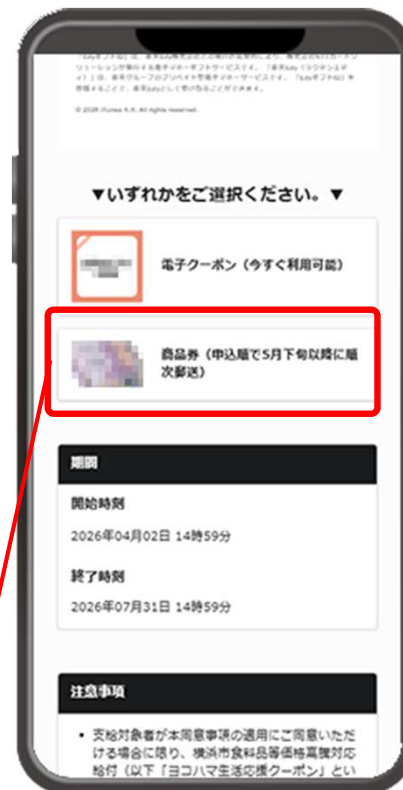 © 2026 iTunes K.K. All rights reserved.
▼いずれかをご選択ください。▼
電子クーポン（今すぐ利用可能）
商品券（申込順で5月下旬以降に順
次郵送）
期間
開始時刻
2026年04月02日 14時59分
終了時刻
2026年07月31日 14時59分
注意事項
• 支給対象者が本同意事項の適用にご同意いただ
ける場合に限り、横浜市食料品等価格高騰対応
給付（以下「ヨコハマ生活応援クーポン」とい